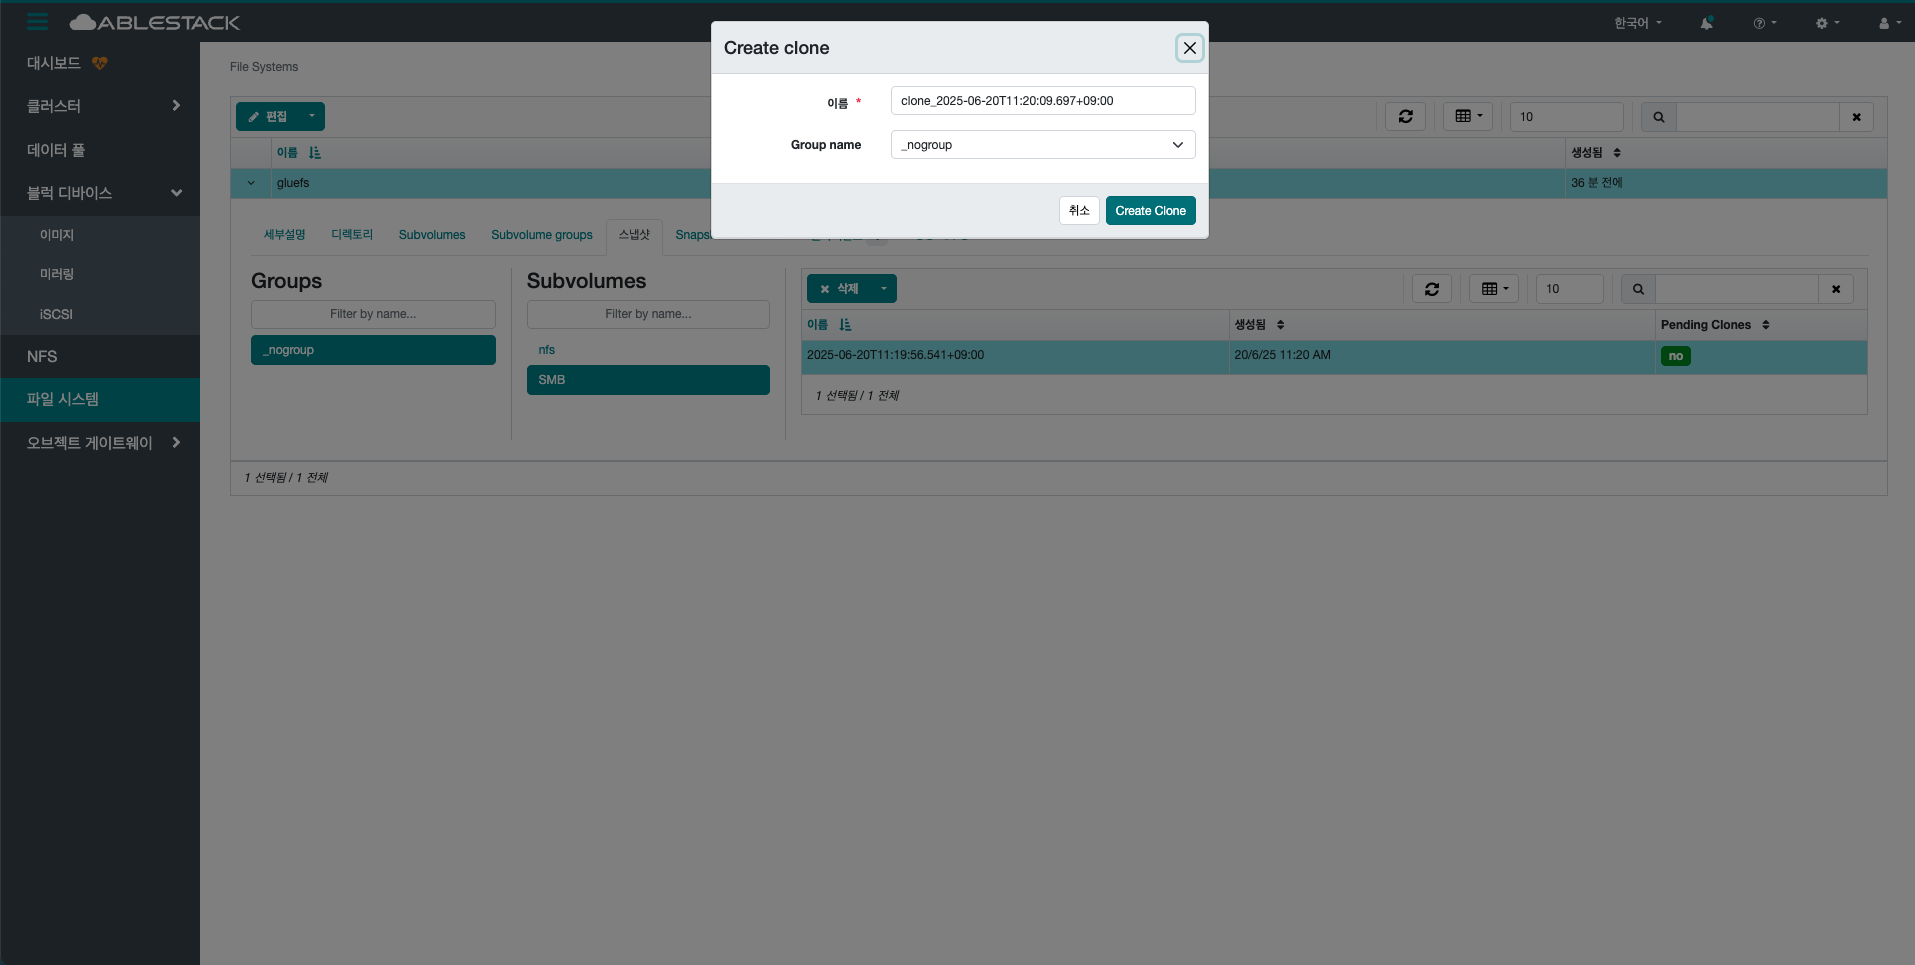 ABLESTACK
한국어
대시보드
클러스터
데이터 풀
블럭 디바이스
이미지
미러링
iSCSI
NFS
파일 시스템
오브젝트 게이트웨이
File Systems
편집
10
이름
생성됨
gluefs
36 분 전에
세부설명
디렉토리
Subvolumes
Subvolume groups
스냅샷
Groups
Filter by name...
_nogroup
Subvolumes
Filter by name...
nfs
SMB
삭제
10
이름
생성됨
Pending Clones
2025-06-20T11:19:56.541+09:00
20/6/25 11:20 AM
no
1 선택됨 / 1 전체
1 선택됨 / 1 전체
Create clone
이름 *
clone_2025-06-20T11:20:09.697+09:00
Group name
_nogroup
취소
Create Clone